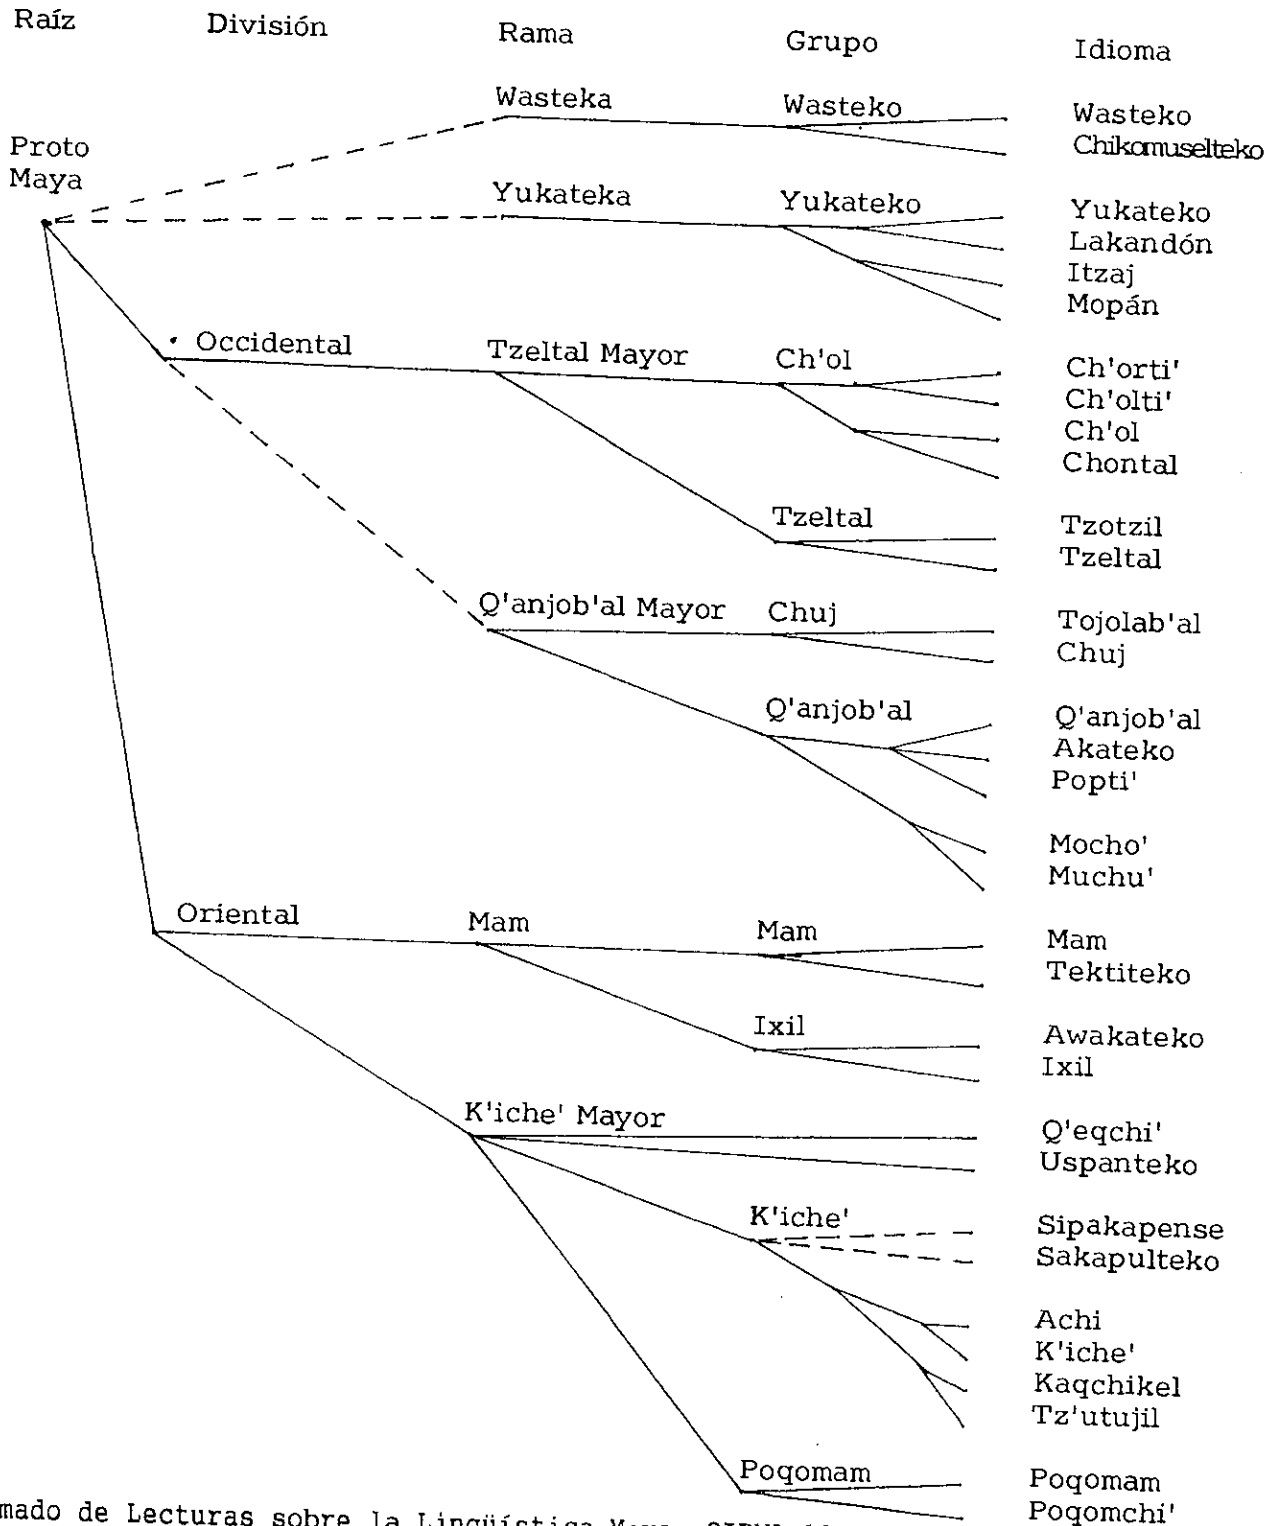 Raíz División Rama Grupo Idioma
Wasteka Wasteko Wasteko
Chikomuselteko
Proto
Maya
Yukateka Yukateko Yukateko
Lakandón
Itzaj
Mopán
Occidental Tzeltal Mayor Ch'ol Ch'orti'
Ch'olti'
Ch'ol
Chontal
Tzeltal Tzotzil
Tzeltal
Q'anjob'al Mayor Chuj Tojolab'al
Chuj
Q'anjob'al Q'anjob'al
Akateko
Popti'
Mocho'
Muchu'
Oriental Mam Mam Mam
Tektiteko
Ixil Awakateko
Ixil
K'iche' Mayor Q'eqchi'
Uspanteko
K'iche' Sipakapense
Sakapulteko
Achi
K'iche'
Kaqchikel
Tz'utujil
Poqomam Poqomam
Poqomchi'
de Lecturas sobre la Lingüística